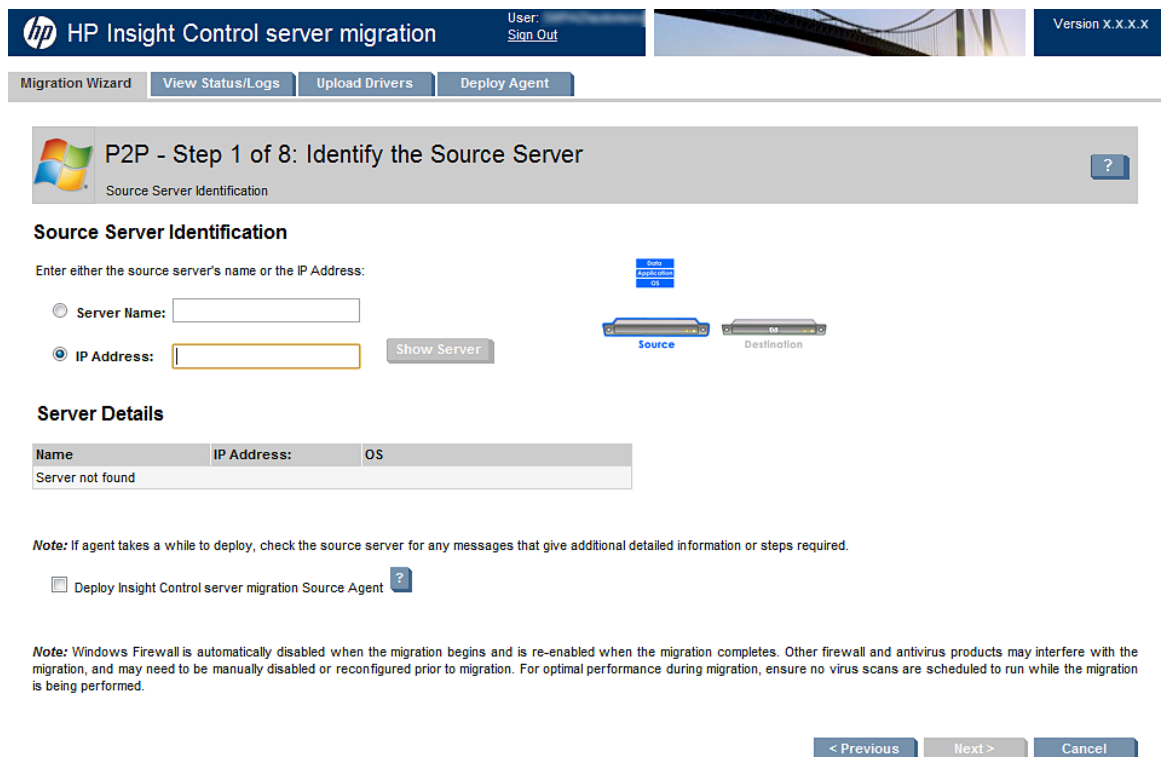 hp HP Insight Control server migration
User:
Sign Out
Version X.X.X.X
Migration Wizard View Status/Logs Upload Drivers Deploy Agent
P2P - Step 1 of 8: Identify the Source Server
?
Source Server Identification
Source Server Identification
Enter either the source server's name or the IP Address:
Data
Application
OS
Server Name:
IP Address: Show Server
Source Destination
Server Details
Name IP Address: OS
Server not found
Note: If agent takes a while to deploy, check the source server for any messages that give additional detailed information or steps required.
Deploy Insight Control server migration Source Agent ?
Note: Windows Firewall is automatically disabled when the migration begins and is re-enabled when the migration completes. Other firewall and antivirus products may interfere with the
migration, and may need to be manually disabled or reconfigured prior to migration. For optimal performance during migration, ensure no virus scans are scheduled to run while the migration
is being performed.
< Previous Next > Cancel